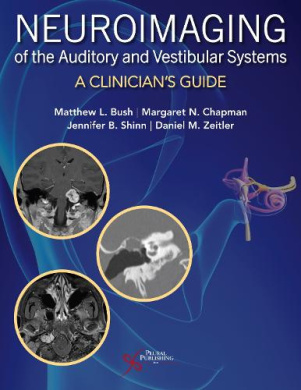 NEUROIMAGING
of the Auditory and Vestibular Systems
A CLINICIAN'S GUIDE
Matthew L. Bush | Margaret N. Chapman
Jennifer B. Shinn | Daniel M. Zeitler
PLURAL
PUBLISHING